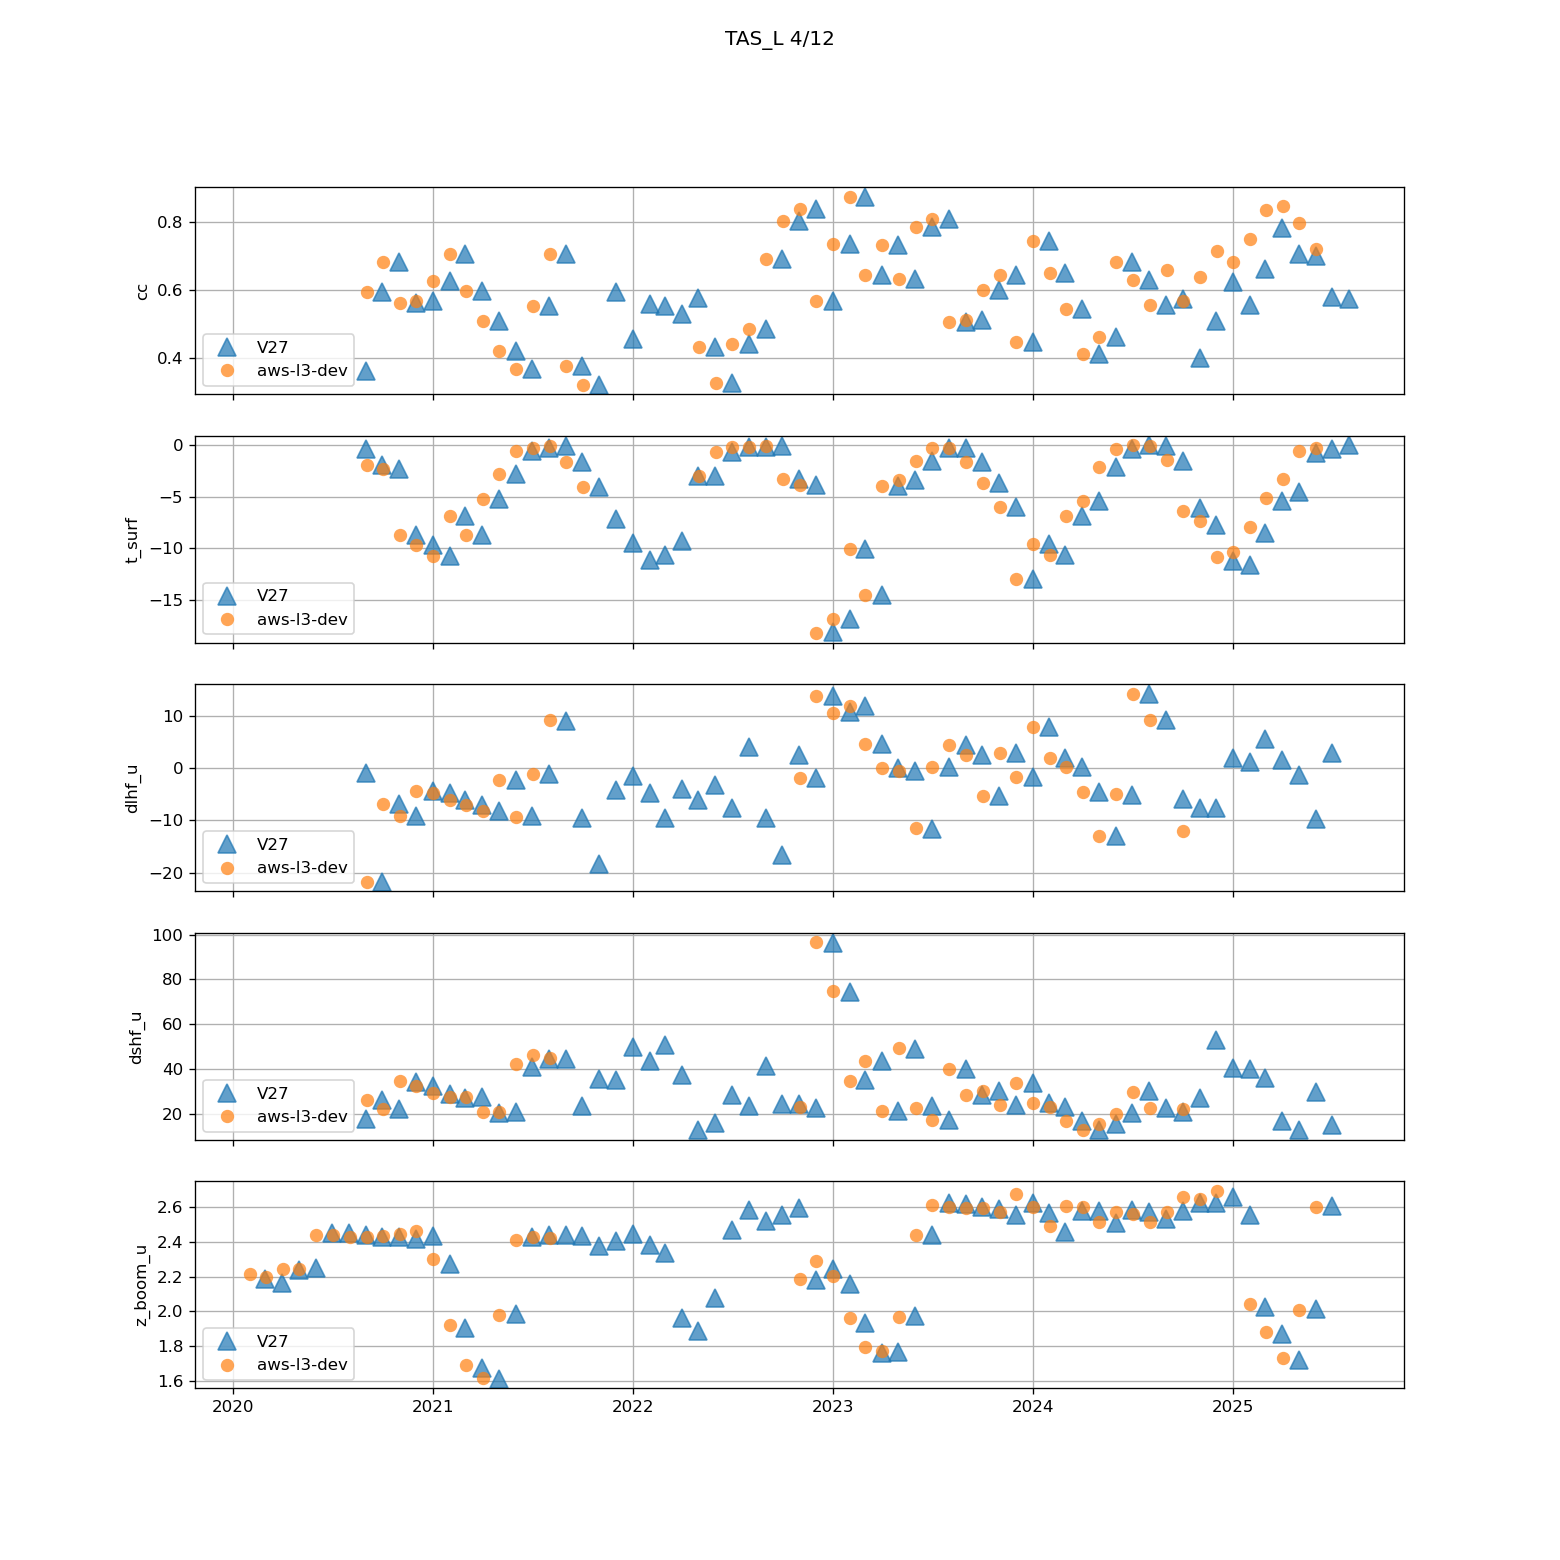 TAS_L 4/12
0.8
0.6
0.4
cc
V27
aws-l3-dev
0
−5
−10
−15
t_surf
V27
aws-l3-dev
10
0
−10
−20
dlhf_u
V27
aws-l3-dev
100
80
60
40
20
dshf_u
V27
aws-l3-dev
2.6
2.4
2.2
2.0
1.8
1.6
z_boom_u
V27
aws-l3-dev
2020 2021 2022 2023 2024 2025